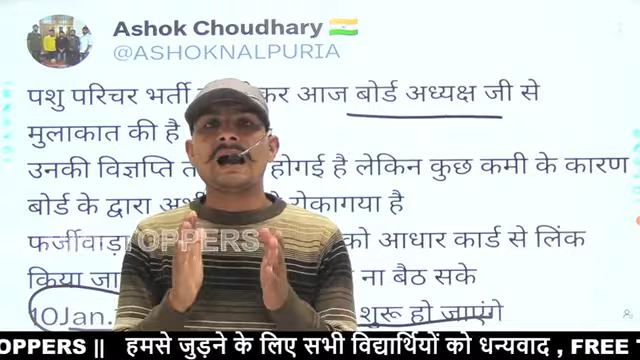 Ashok Choudhary 🇮🇳
@ASHOKNALPURIA
पशु परिचर भर्ती कर आज बोर्ड अध्यक्ष जी से
मुलाकात की है
उनकी विज्ञप्ति होगई है लेकिन कुछ कमी के कारण
बोर्ड के द्वारा रोकागया है
फर्जीवाड़ा को आधार कार्ड से लिंक
OPPERS
किया ना बैठ सके
10Jan. शुरू हो जाएंगे
OPPERS || हमसे जुड़ने के लिए सभी विद्यार्थियों को धन्यवाद , FREE